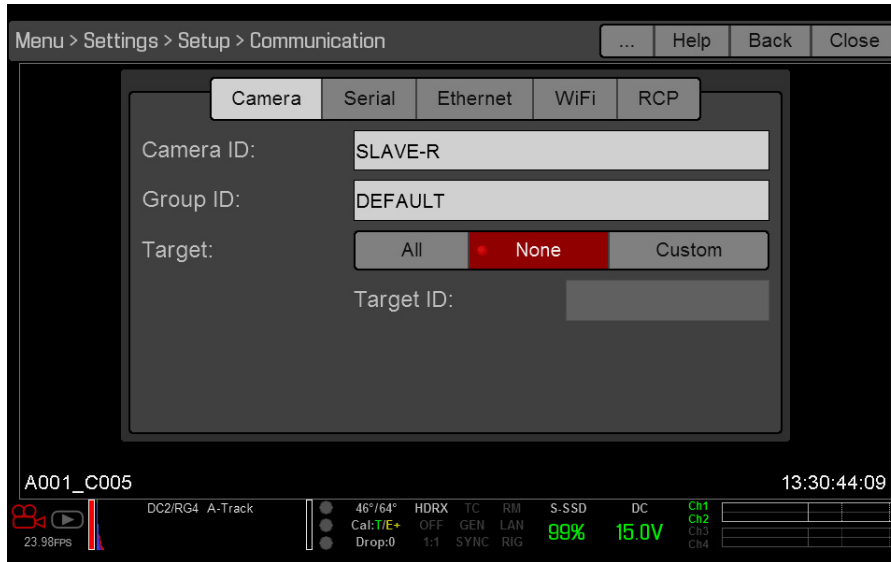 Menu > Settings > Setup > Communication ... Help Back Close
Camera Serial Ethernet WiFi RCP
Camera ID: SLAVE-R
Group ID: DEFAULT
Target: All None Custom
Target ID:
A001_C005 13:30:44:09
DC2/RG4 A-Track 46°/64° HDRX TC RM S-SSD DC Ch1
Cal:T/E+ OFF GEN LAN 99% 15.0V Ch2
23.98FPS Drop:0 1:1 SYNC RIG Ch3
Ch4